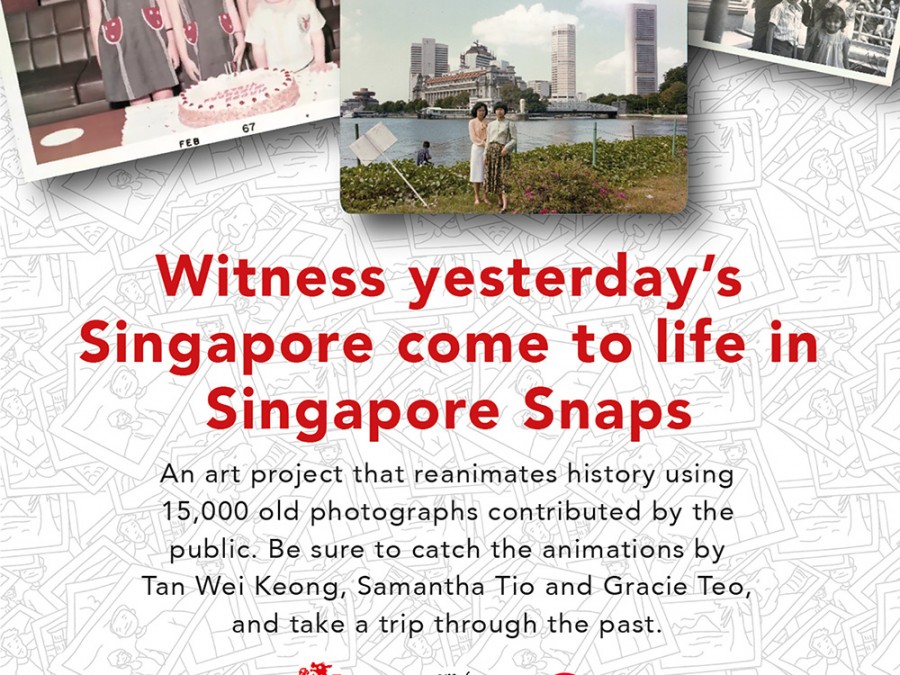 FEB 67
Witness yesterday’s
Singapore come to life in
Singapore Snaps
An art project that reanimates history using
15,000 old photographs contributed by the
public. Be sure to catch the animations by
Tan Wei Keong, Samantha Tio and Gracie Teo,
and take a trip through the past.